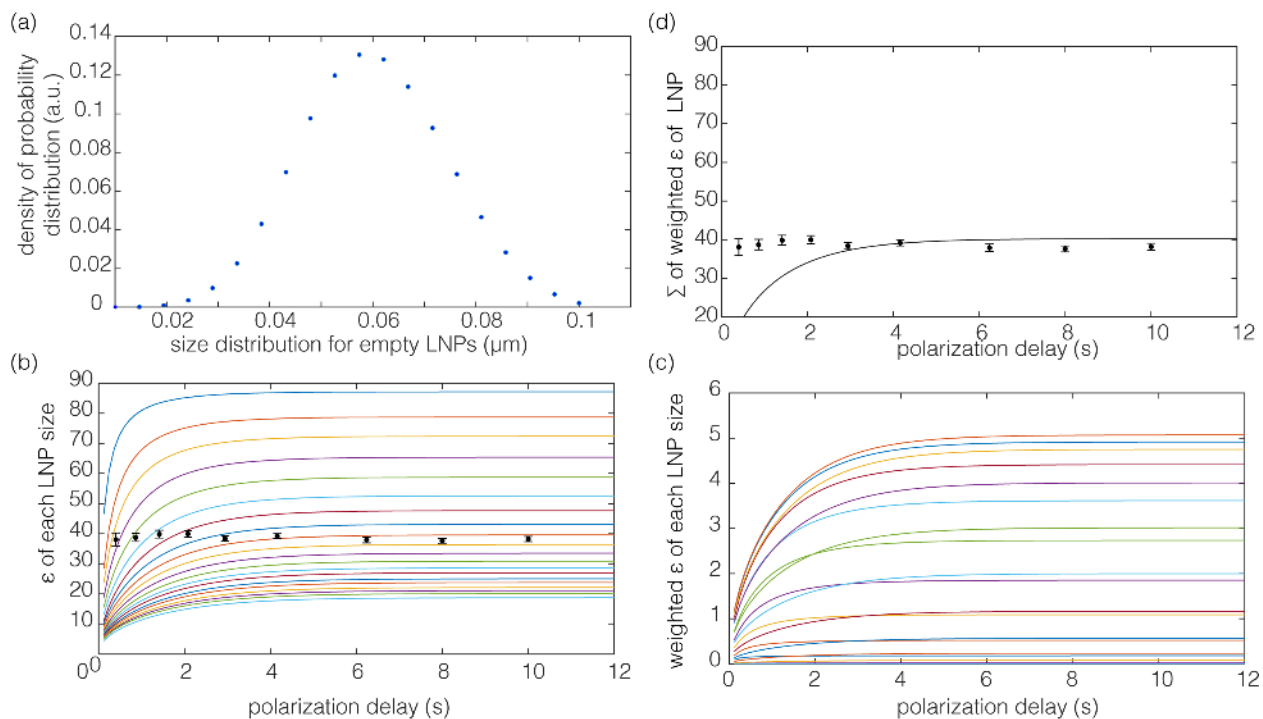 (a)
density of probability
distribution (a.u.)
0.14
0.12
0.10
0.08
0.06
0.04
0.02
0
0.02 0.04 0.06 0.08 0.1
size distribution for empty LNPs (µm)
(d)
Σ of weighted ε of LNP
90
80
70
60
50
40
30
20
0 2 4 6 8 10 12
polarization delay (s)
(b)
ε of each LNP size
90
80
70
60
50
40
30
20
10
0 2 4 6 8 10 12
polarization delay (s)
(c)
weighted ε of each LNP size
6
5
4
3
2
1
0
0 2 4 6 8 10 12
polarization delay (s)